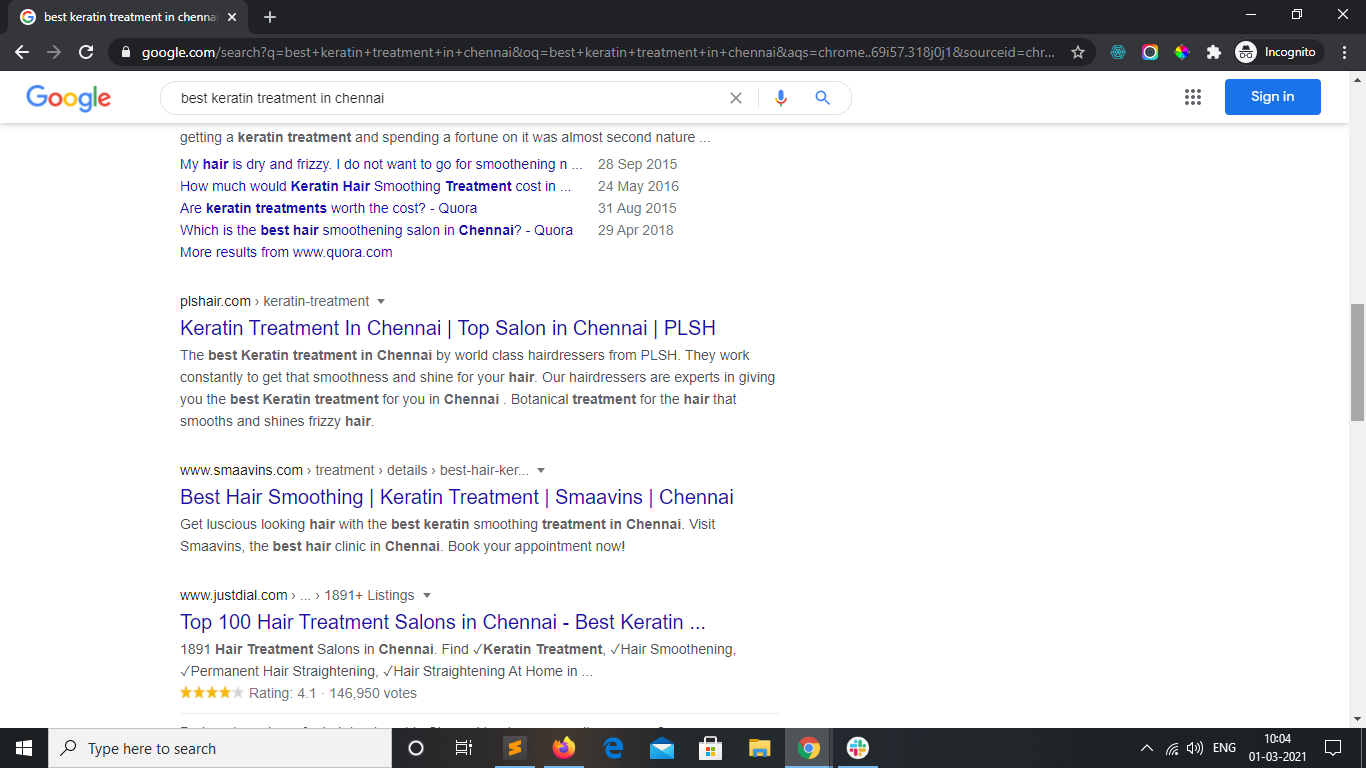 best keratin treatment in chenna
google.com/search?q=best+keratin+treatment+in+chennai&oq=best+keratin+treatment+in+chennai&aqs=chrome..69i57.318j0j1&sourceid=chr...
Incognito
Google
best keratin treatment in chennai
Sign in
getting a keratin treatment and spending a fortune on it was almost second nature ...
My hair is dry and frizzy. I do not want to go for smoothening n ... 28 Sep 2015
How much would Keratin Hair Smoothing Treatment cost in ... 24 May 2016
Are keratin treatments worth the cost? - Quora 31 Aug 2015
Which is the best hair smoothening salon in Chennai? - Quora 29 Apr 2018
More results from www.quora.com
plshair.com › keratin-treatment
Keratin Treatment In Chennai | Top Salon in Chennai | PLSH
The best Keratin treatment in Chennai by world class hairdressers from PLSH. They work
constantly to get that smoothness and shine for your hair. Our hairdressers are experts in giving
you the best Keratin treatment for you in Chennai . Botanical treatment for the hair that
smooths and shines frizzy hair.
www.smaavins.com › treatment › details › best-hair-ker...
Best Hair Smoothing | Keratin Treatment | Smaavins | Chennai
Get luscious looking hair with the best keratin smoothing treatment in Chennai. Visit
Smaavins, the best hair clinic in Chennai. Book your appointment now!
www.justdial.com › ... › 1891+ Listings
Top 100 Hair Treatment Salons in Chennai - Best Keratin ...
1891 Hair Treatment Salons in Chennai. Find ✓Keratin Treatment, ✓Hair Smoothening,
✓Permanent Hair Straightening, ✓Hair Straightening At Home in ...
Rating: 4.1 · 146,950 votes
Type here to search
ENG
10:04
01-03-2021